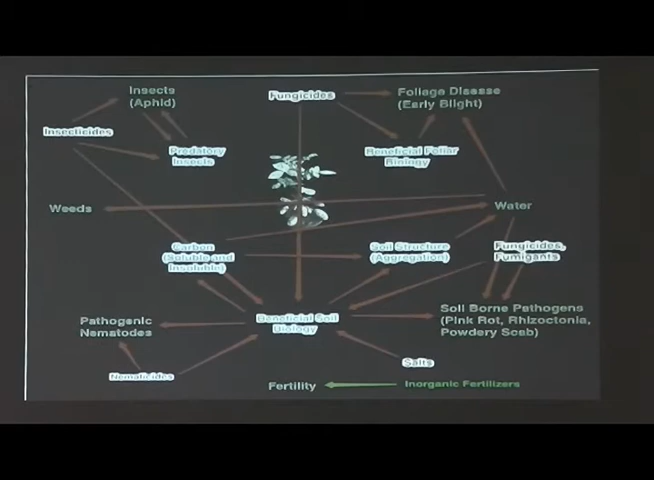 Insects
(Aphid)
Fungicides
Foliage Disease
(Early Blight)
Insecticides
Predatory
Insects
Beneficial Foliar
Biology
Weeds
Water
Carbon
(Soluble and
Insoluble)
Soil Structure
(Aggregation)
Fungicides,
Fumigants
Pathogenic
Nematodes
Beneficial Soil
Biology
Soil Borne Pathogens
(Pink Rot, Rhizoctonia,
Powdery Scab)
Nematicides
Salts
Fertility
Inorganic Fertilizers